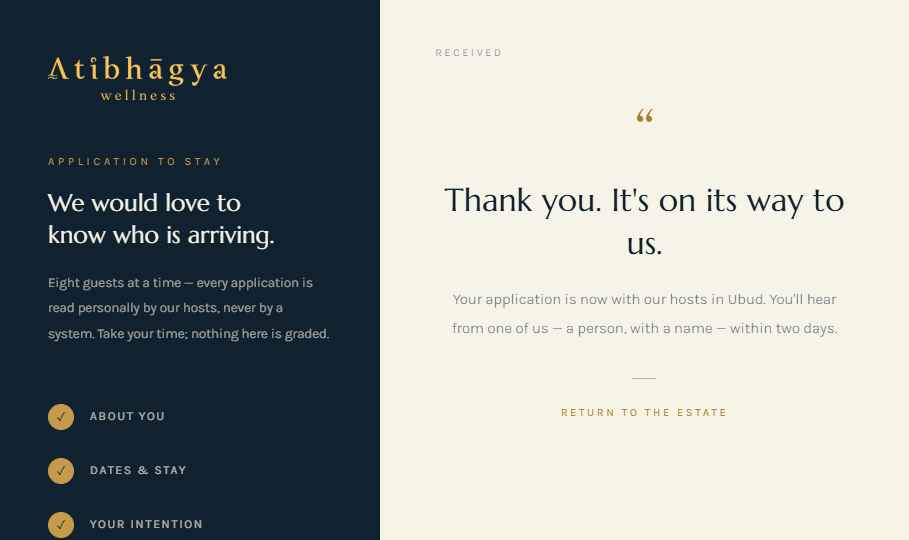 Atibhāgya
wellness
APPLICATION TO STAY
We would love to
know who is arriving.
Eight guests at a time — every application is
read personally by our hosts, never by a
system. Take your time; nothing here is graded.
✓ ABOUT YOU
✓ DATES & STAY
✓ YOUR INTENTION
RECEIVED
“
Thank you. It's on its way to
us.
Your application is now with our hosts in Ubud. You'll hear
from one of us — a person, with a name — within two days.
RETURN TO THE ESTATE